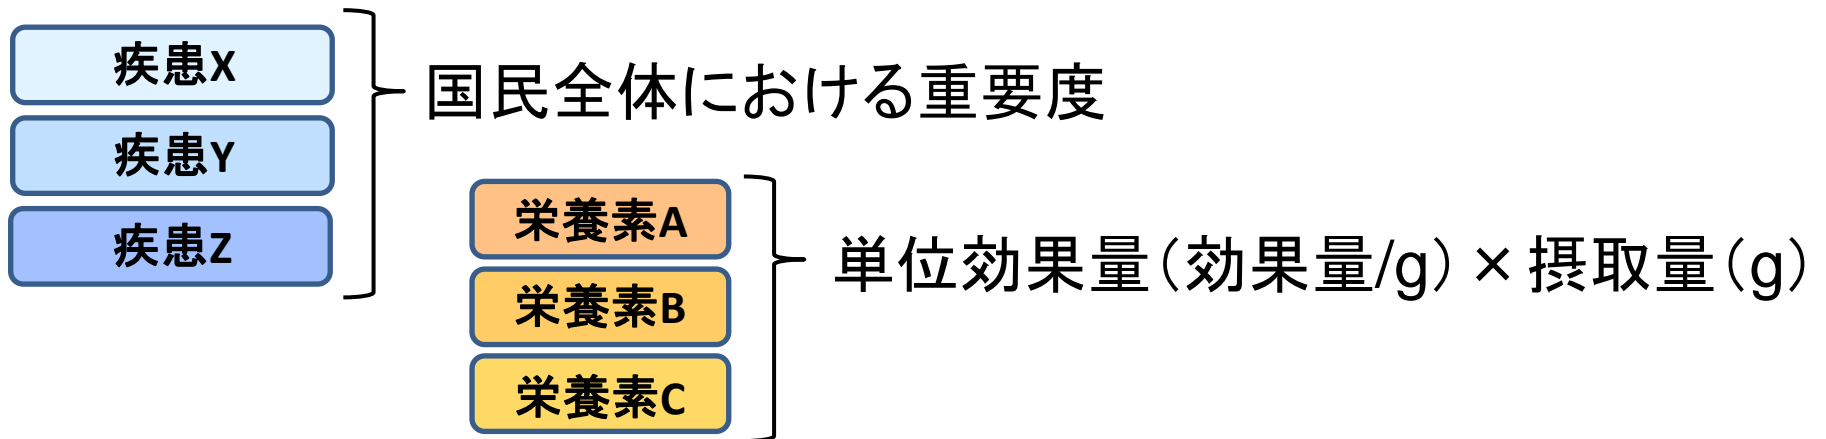 疾患X
疾患Y
疾患Z
国民全体における重要度
栄養素A
栄養素B
栄養素C
単位効果量（効果量/g）×摂取量（g）